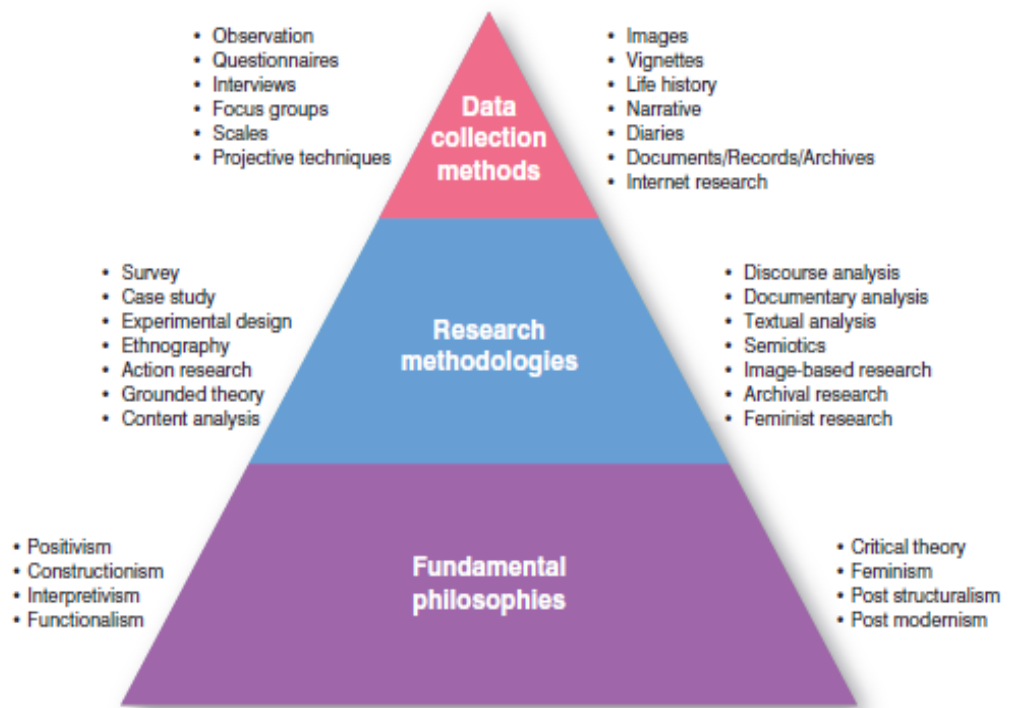 • Observation
• Questionnaires
• Interviews
• Focus groups
• Scales
• Projective techniques
Data
collection
methods
• Images
• Vignettes
• Life history
• Narrative
• Diaries
• Documents/Records/Archives
• Internet research
• Survey
• Case study
• Experimental design
• Ethnography
• Action research
• Grounded theory
• Content analysis
Research
methodologies
• Discourse analysis
• Documentary analysis
• Textual analysis
• Semiotics
• Image-based research
• Archival research
• Feminist research
• Positivism
• Constructionism
• Interpretivism
• Functionalism
Fundamental
philosophies
• Critical theory
• Feminism
• Post structuralism
• Post modernism